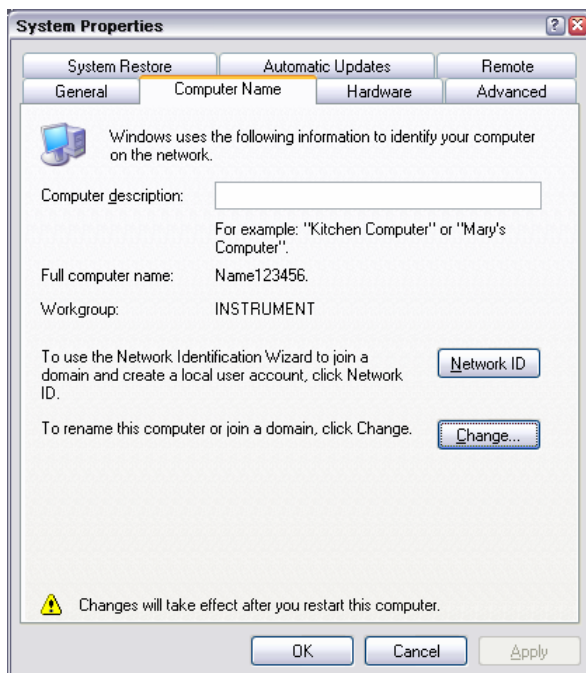 System Properties
System Restore Automatic Updates Remote
General Computer Name Hardware Advanced
Windows uses the following information to identify your computer
on the network.
Computer description:
For example: "Kitchen Computer" or "Mary's
Computer".
Full computer name: Name123456.
Workgroup: INSTRUMENT
To use the Network Identification Wizard to join a
domain and create a local user account, click Network
ID.
Network ID
To rename this computer or join a domain, click Change.
Change...
Changes will take effect after you restart this computer.
OK Cancel Apply